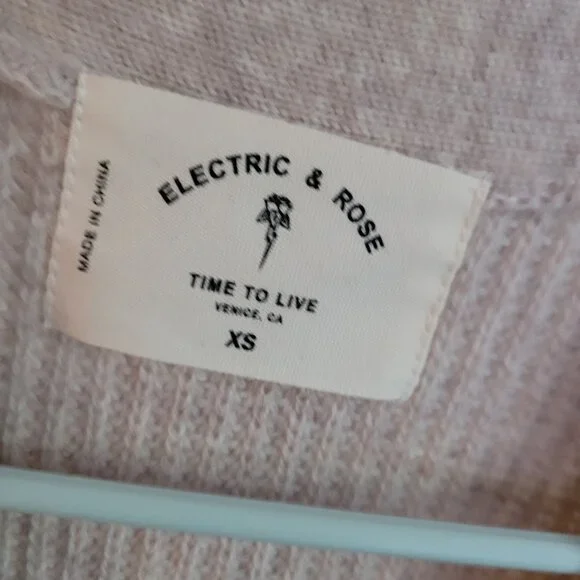 ELECTRIC & ROSE
MADE IN CHINA
TIME TO LIVE
VENICE, CA
XS